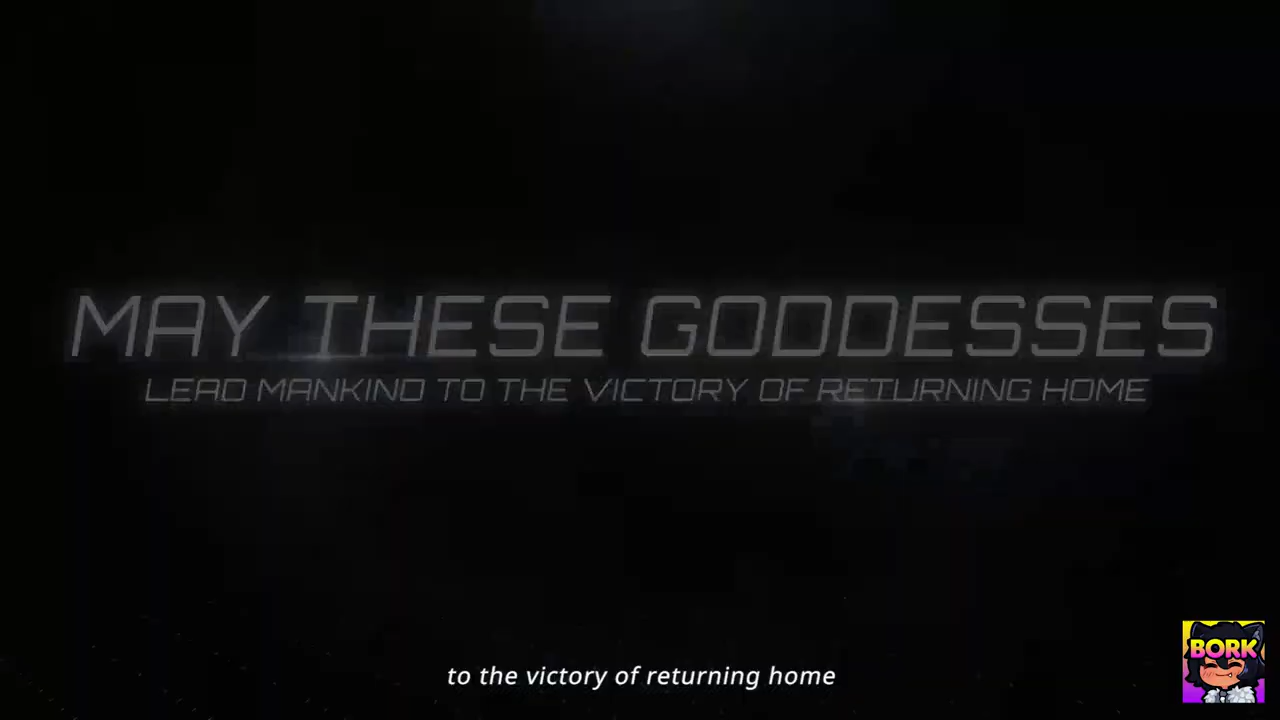 MAY THESE GODDESSES
LEAD MANKIND TO THE VICTORY OF RETURNING HOME
to the victory of returning home
BORK